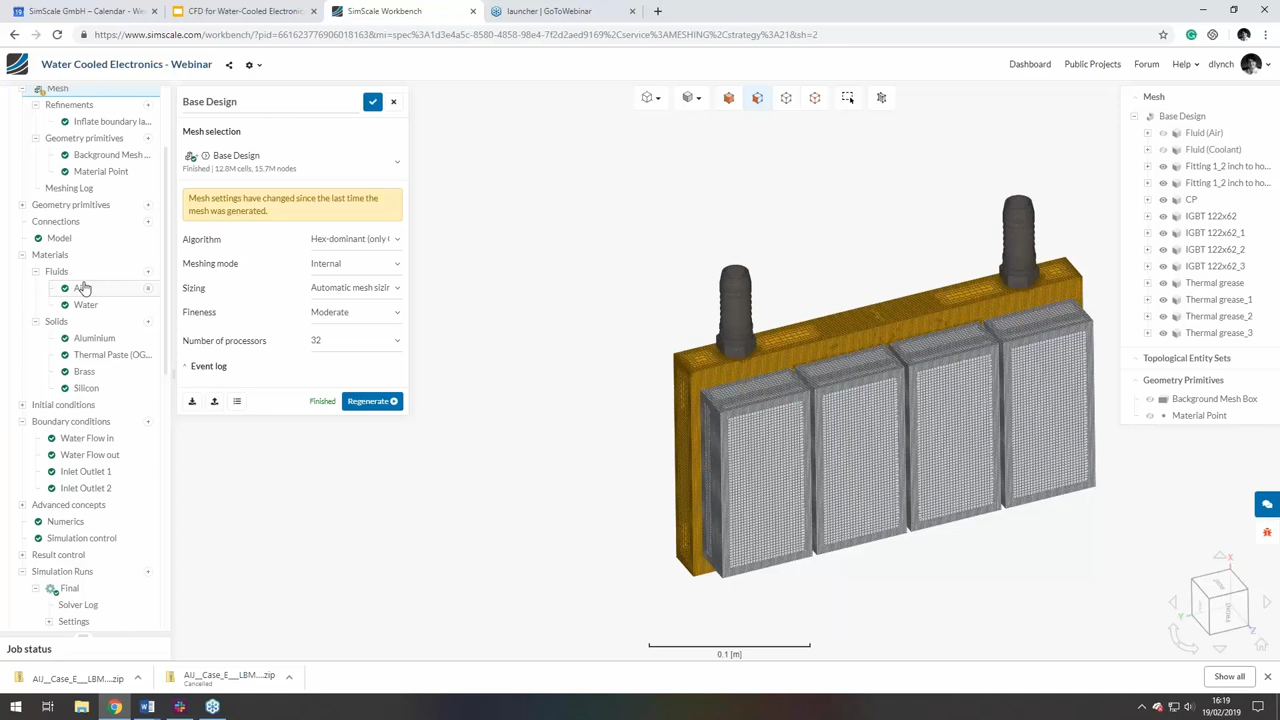 SimScale GmbH - Calendar - We
CFD for Water-Cooled Electronic
SimScale Workbench
launcher | GoToWebinar
https://www.simscale.com/workbench/?pid=661623776906018163&mi=spec%3A1d3e4a5c-8580-4858-98e4-7f2d2aed9169%2Cservice%3AMESHING%2Cstrategy%3A21&sh=2
Water Cooled Electronics - Webinar
Dashboard
Public Projects
Forum
Help
dlynch
Mesh
Refinements
Inflate boundary la...
Geometry primitives
Background Mesh ...
Material Point
Meshing Log
Geometry primitives
Connections
Model
Materials
Fluids
Water
Solids
Aluminium
Thermal Paste (OG...
Brass
Silicon
Initial conditions
Boundary conditions
Water Flow in
Water Flow out
Inlet Outlet 1
Inlet Outlet 2
Advanced concepts
Numerics
Simulation control
Result control
Simulation Runs
Final
Solver Log
Settings
Job status
Base Design
Mesh selection
Base Design
Finished | 12.8M cells, 15.7M nodes
Mesh settings have changed since the last time the
mesh was generated.
Algorithm
Hex-dominant (only
Meshing mode
Internal
Sizing
Automatic mesh sizin
Fineness
Moderate
Number of processors
32
Event log
Finished
Regenerate
0.1 [m]
Mesh
Base Design
Fluid (Air)
Fluid (Coolant)
Fitting 1_2 inch to ho...
Fitting 1_2 inch to ho...
CP
IGBT 122x62
IGBT 122x62_1
IGBT 122x62_2
IGBT 122x62_3
Thermal grease
Thermal grease_1
Thermal grease_2
Thermal grease_3
Topological Entity Sets
Geometry Primitives
Background Mesh Box
Material Point
X
Y
Z
AIJ__Case_E___LBM....zip
AIJ__Case_E___LBM....zip
Cancelled
Show all
16:19
19/02/2019